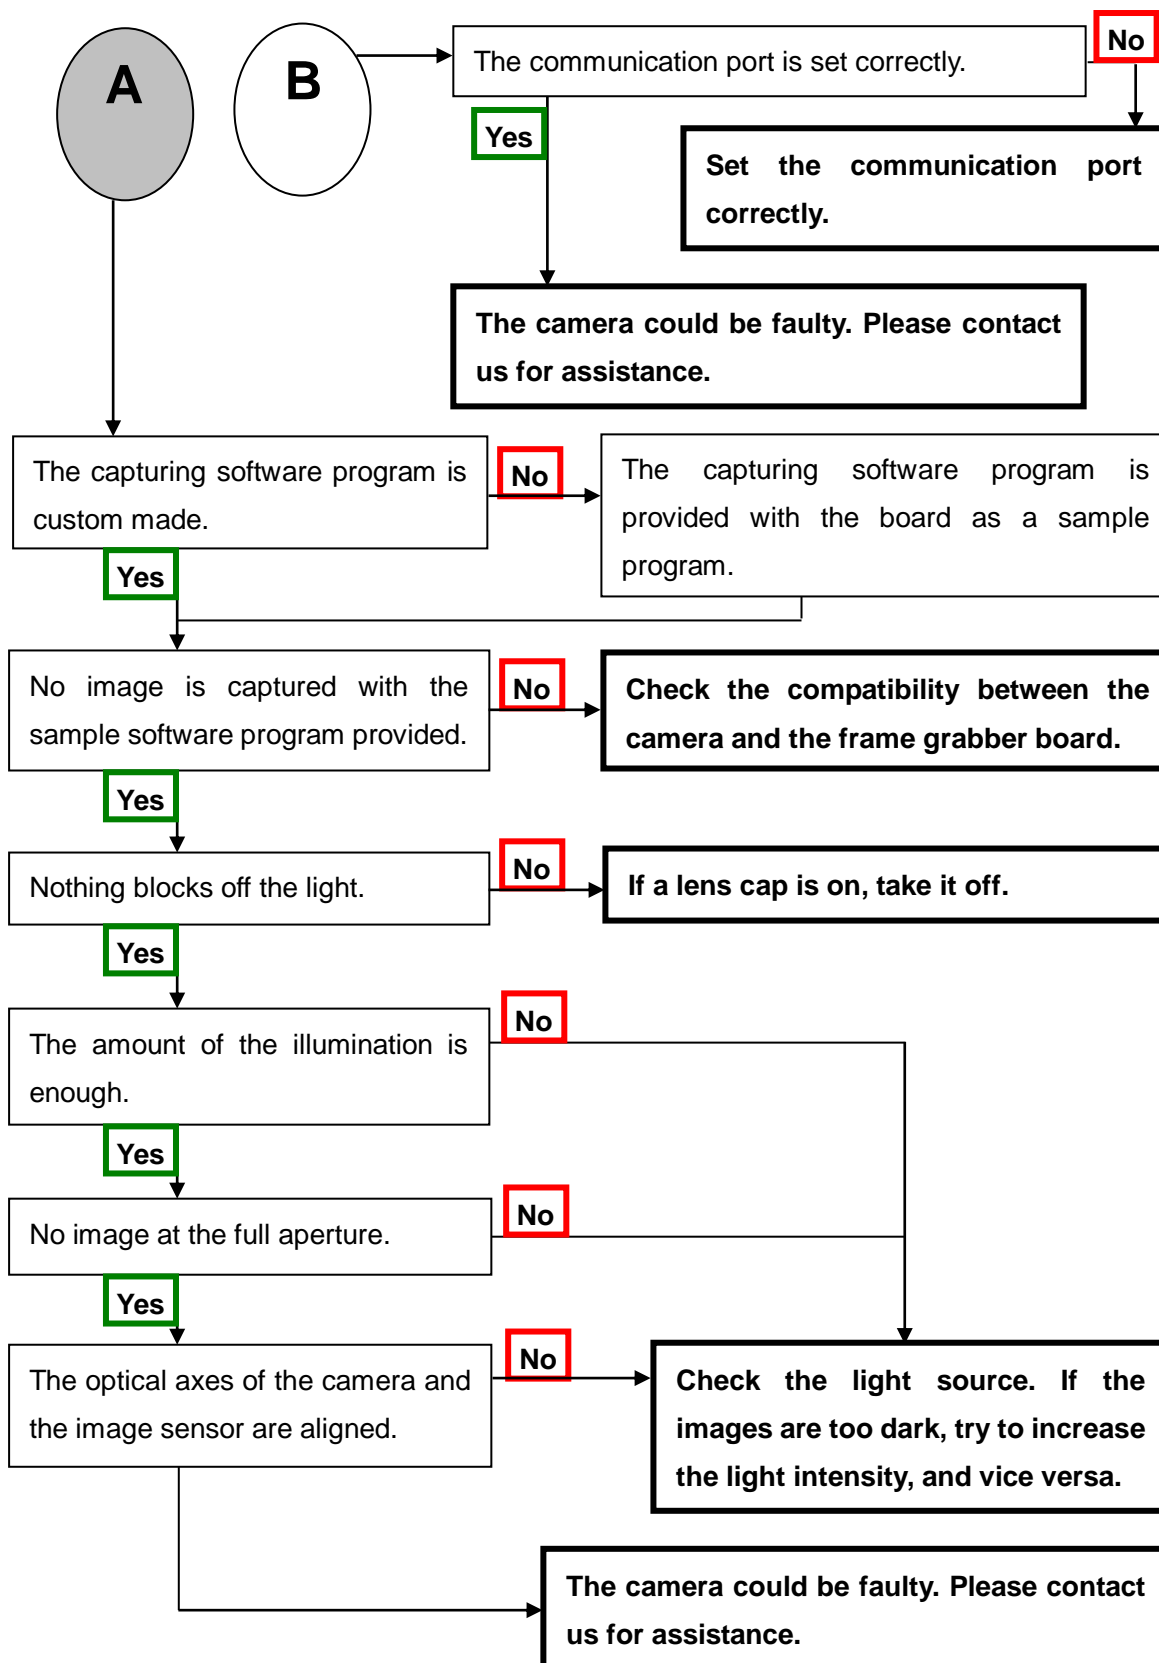 A
B
The communication port is set correctly.
No
Yes
Set the communication port
correctly.
The camera could be faulty. Please contact
us for assistance.
The capturing software program is
custom made.
No
The capturing software program is
provided with the board as a sample
program.
Yes
No image is captured with the
sample software program provided.
No
Check the compatibility between the
camera and the frame grabber board.
Yes
Nothing blocks off the light.
No
If a lens cap is on, take it off.
Yes
The amount of the illumination is
enough.
No
Yes
No image at the full aperture.
No
Yes
The optical axes of the camera and
the image sensor are aligned.
No
Check the light source. If the
images are too dark, try to increase
the light intensity, and vice versa.
The camera could be faulty. Please contact
us for assistance.